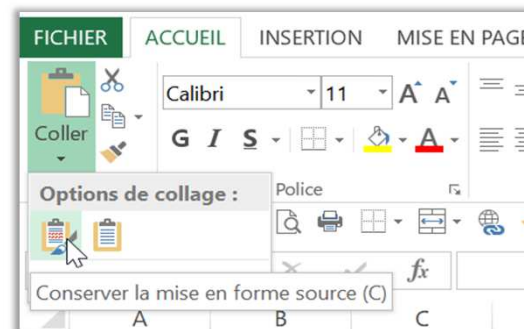 FICHIER ACCUEIL INSERTION MISE EN PAGE
Calibri 11 A A
Coller
G I S A
Options de collage :
Police
fx
Conserver la mise en forme source (C)
A B C